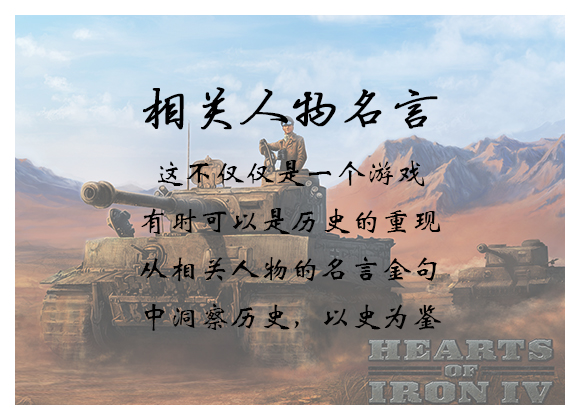 相关人物名言
这不仅仅是一个游戏
有时可以是历史的重现
从相关人物的名言金句
中洞察历史，以史为鉴
HEARTS
OF
IRON IV